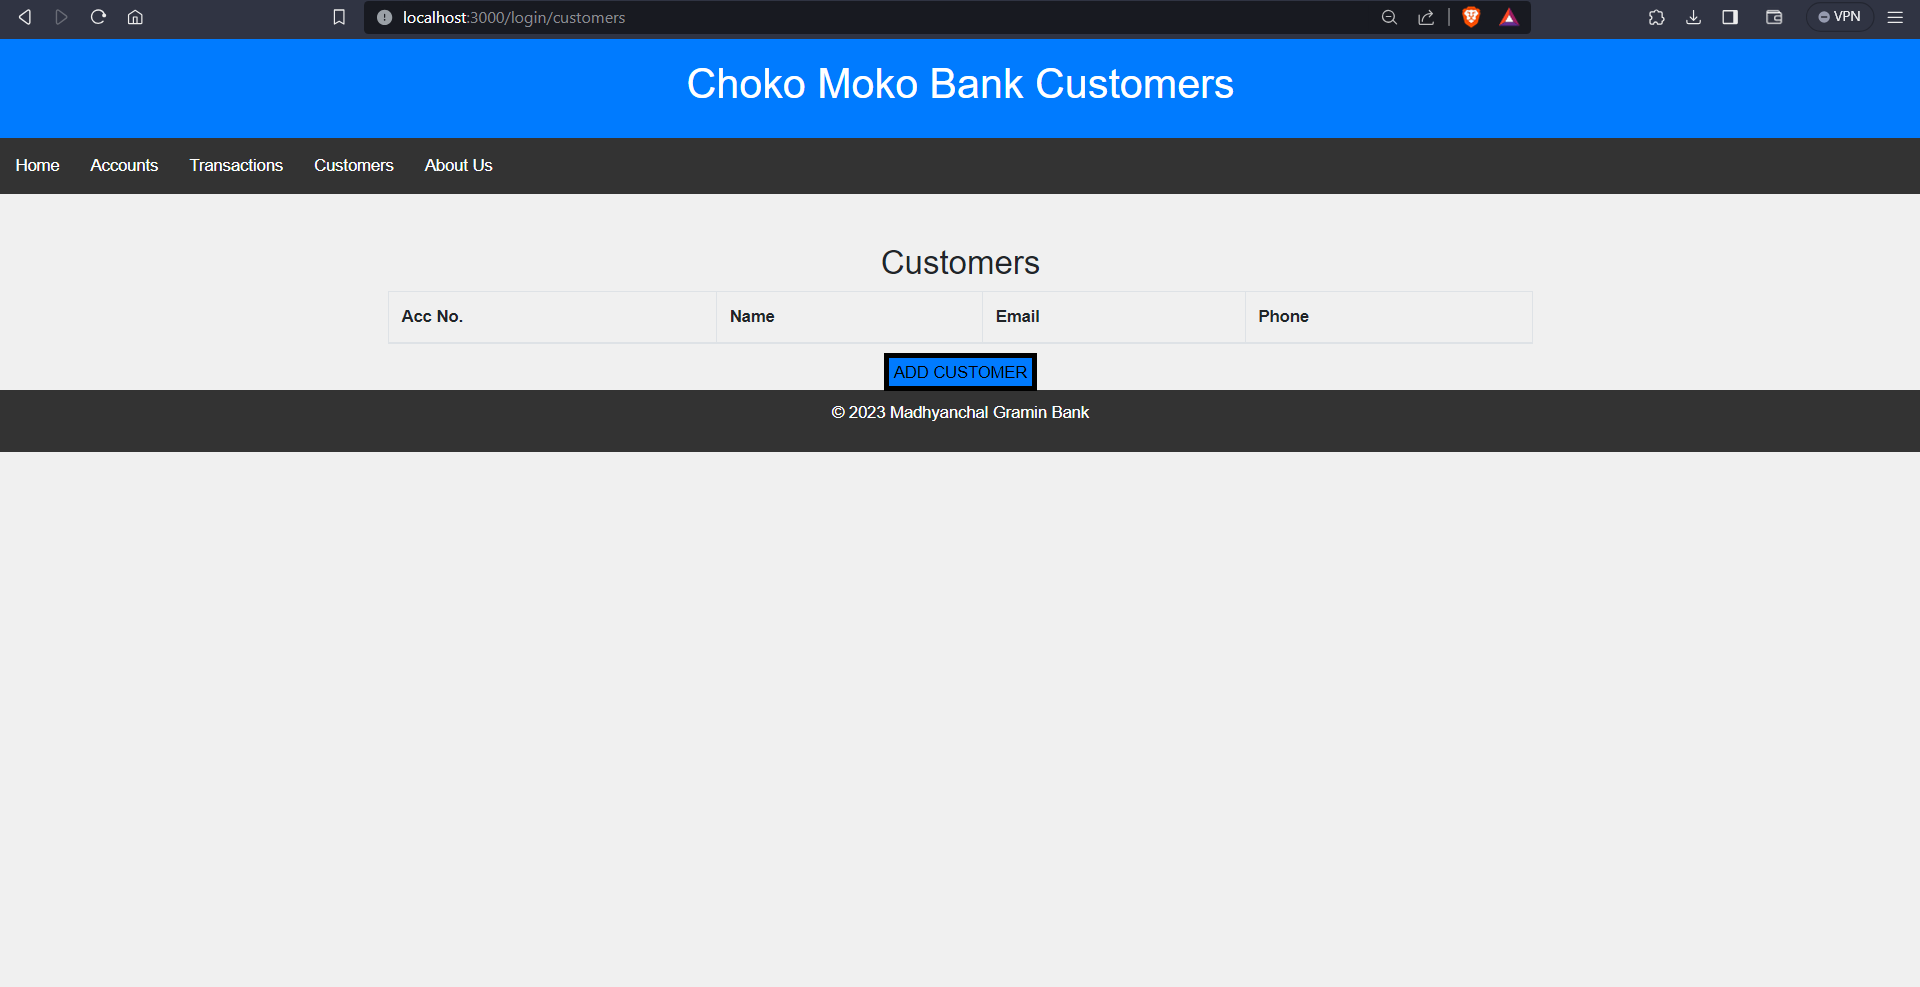 localhost:3000/login/customers
VPN
Choko Moko Bank Customers
Home Accounts Transactions Customers About Us
Customers
Acc No. Name Email Phone
ADD CUSTOMER
© 2023 Madhyanchal Gramin Bank